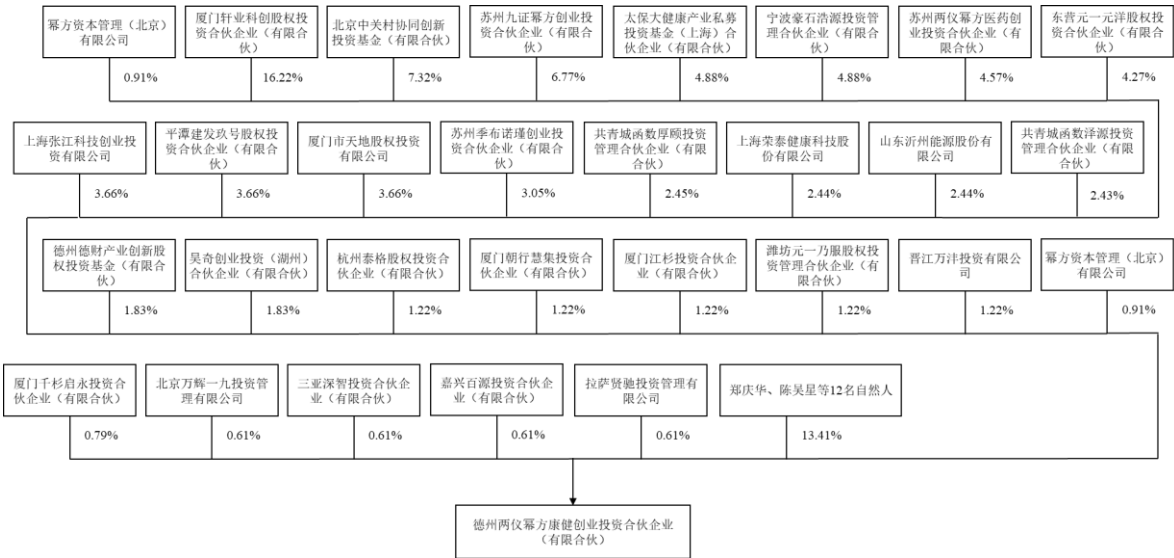 幂方资本管理（北京）
有限公司
厦门轩业科创股权投
资合伙企业（有限合
伙）
北京中关村协同创新
投资基金（有限合伙）
苏州九证幂方创业投
资合伙企业（有限合
伙）
太保大健康产业私募
投资基金（上海）合
伙企业（有限合伙）
宁波豪石浩源投资管
理合伙企业（有限合
伙）
苏州两仪幂方医药创
业投资合伙企业（有
限合伙）
东营元一元洋股权投
资合伙企业（有限合
伙）
0.91%
16.22%
7.32%
6.77%
4.88%
4.88%
4.57%
4.27%
上海张江科技创业投
资有限公司
平潭建发玖号股权投
资合伙企业（有限合
伙）
厦门市天地股权投资
有限公司
苏州季布诺瑾创业投
资合伙企业（有限合
伙）
共青城函数厚颐投资
管理合伙企业（有限
合伙）
上海荣泰健康科技股
份有限公司
山东沂州能源股份有
限公司
共青城函数泽源投资
管理合伙企业（有限
合伙）
3.66%
3.66%
3.66%
3.05%
2.45%
2.44%
2.44%
2.43%
德州德财产业创新股
权投资基金（有限合
伙）
昊奇创业投资（湖州）
合伙企业（有限合
伙）
杭州泰格股权投资合
伙企业（有限合伙）
厦门朝行慧集投资合
伙企业（有限合伙）
厦门江杉投资合伙企
业（有限合伙）
潍坊元一乃服股权投
资管理合伙企业（有
限合伙）
晋江万沣投资有限公
司
幂方资本管理（北京）
有限公司
1.83%
1.83%
1.22%
1.22%
1.22%
1.22%
1.22%
0.91%
厦门千杉启永投资合
伙企业（有限合伙）
北京万辉一九投资管
理有限公司
三亚深智投资合伙企
业（有限合伙）
嘉兴百源投资合伙企
业（有限合伙）
拉萨贤驰投资管理有
限公司
郑庆华、陈昊星等12名自然人
0.79%
0.61%
0.61%
0.61%
0.61%
13.41%
德州两仪幂方康健创业投资合伙企业
（有限合伙）